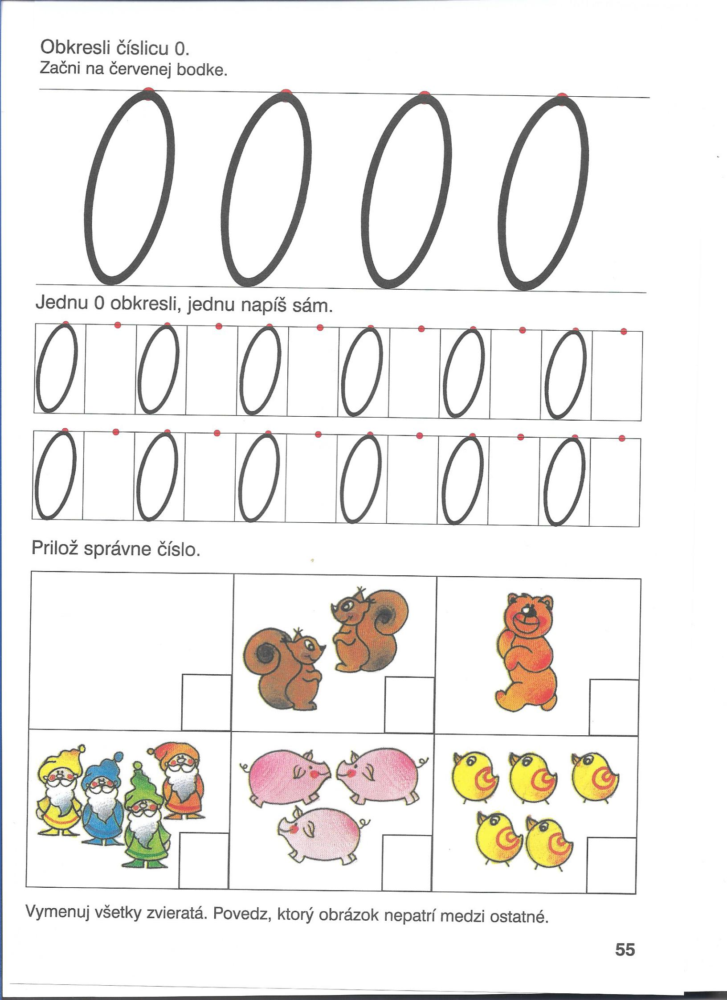 Obkresli číslicu 0.
Začni na červenej bodke.
0 0 0 0
Jednu 0 obkresli, jednu napíš sám.
0 0 0 0 0 0
0 0 0 0 0 0
Prilož správne číslo.
Vymenuj všetky zvieratá. Povedz, ktorý obrázok nepatrí medzi ostatné.
55